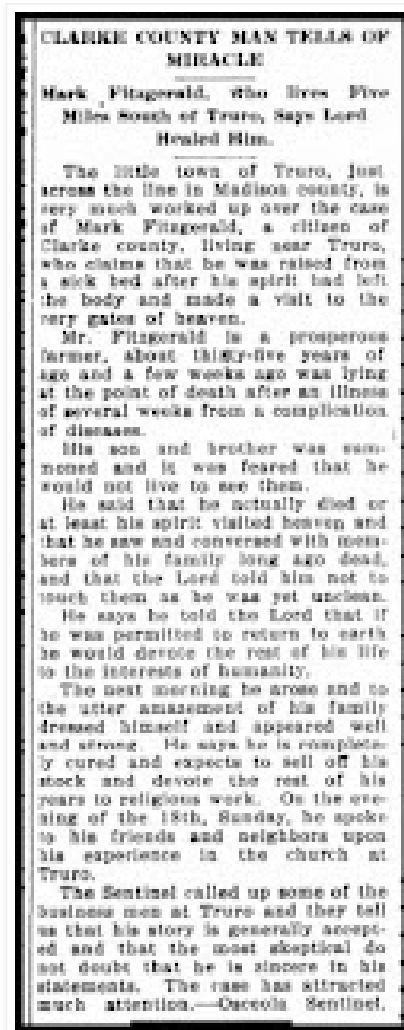 CLARKE COUNTY MAN TELLS OF
MIRACLE
Mark Fitzgerald, who lives Five
Miles South of Truro, Says Lord
Healed Him.
The little town of Truro, just
across the line in Madison county, is
very much worked up over the case
of Mark Fitzgerald, a citizen of
Clarke county, living near Truro,
who claims that he was raised from
a sick bed after his spirit had left
the body and made a visit to the
very gates of heaven.
Mr. Fitzgerald is a prosperous
farmer, about thirty-five years of
age and a few weeks ago was lying
at the point of death after an illness
of several weeks from a complication
of diseases.
His son and brother was sum-
moned and it was feared that he
would not live to see them.
He said that he actually died or
at least his spirit visited heaven and
that he saw and conversed with mem-
bers of his family long ago dead,
and that the Lord told him not to
touch them as he was yet unclean.
He says he told the Lord that if
he was permitted to return to earth
he would devote the rest of his life
to the interests of humanity.
The next morning he arose and to
the utter amazement of his family
dressed himself and appeared well
and strong. He says he is complete-
ly cured and expects to sell off his
stock and devote the rest of his
years to religious work. On the eve-
ning of the 18th, Sunday, he spoke
to his friends and neighbors upon
his experience in the church at
Truro.
The Sentinel called up some of the
business men at Truro and they tell
us that his story is generally accept-
ed and that the most skeptical do
not doubt that he is sincere in his
statements. The case has attracted
much attention.—Osceola Sentinel.